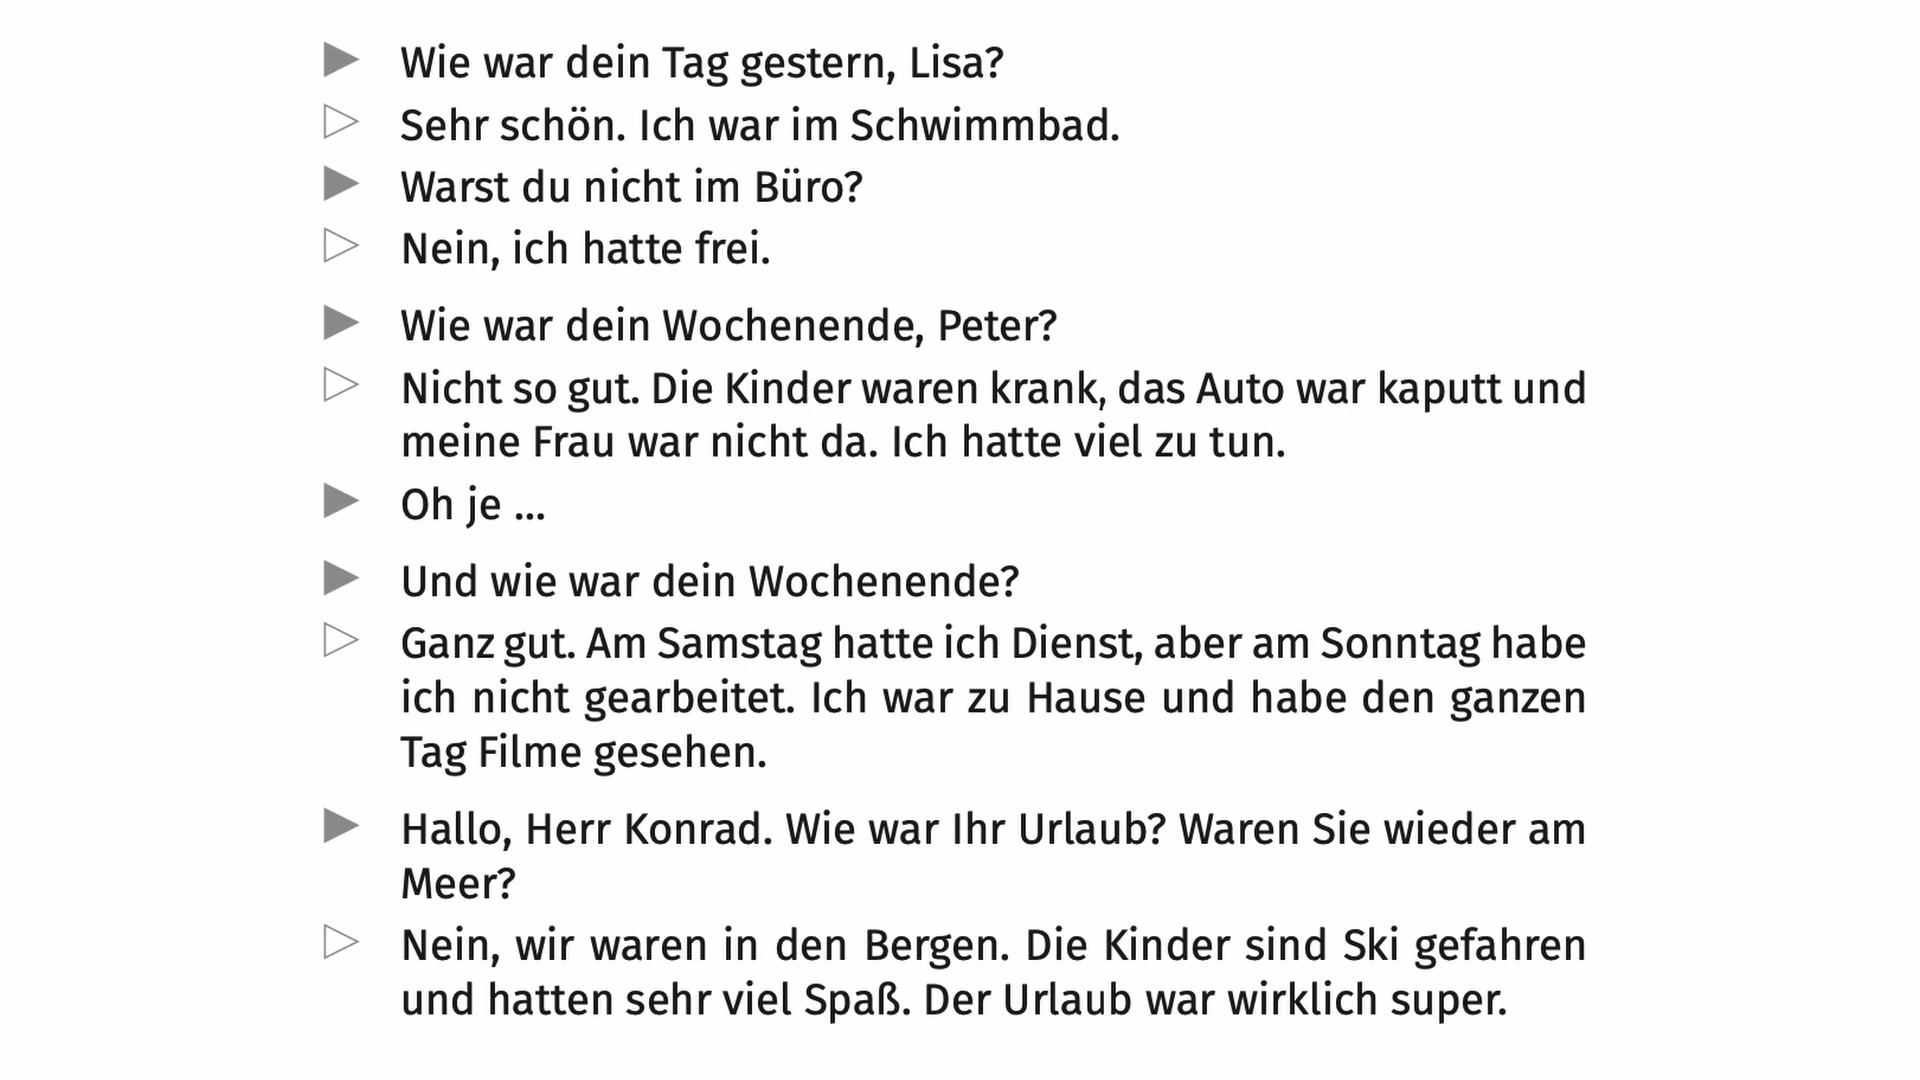 ▶ Wie war dein Tag gestern, Lisa?
▷ Sehr schön. Ich war im Schwimmbad.
▶ Warst du nicht im Büro?
▷ Nein, ich hatte frei.
▶ Wie war dein Wochenende, Peter?
▷ Nicht so gut. Die Kinder waren krank, das Auto war kaputt und
meine Frau war nicht da. Ich hatte viel zu tun.
▶ Oh je ...
▶ Und wie war dein Wochenende?
▷ Ganz gut. Am Samstag hatte ich Dienst, aber am Sonntag habe
ich nicht gearbeitet. Ich war zu Hause und habe den ganzen
Tag Filme gesehen.
▶ Hallo, Herr Konrad. Wie war Ihr Urlaub? Waren Sie wieder am
Meer?
▷ Nein, wir waren in den Bergen. Die Kinder sind Ski gefahren
und hatten sehr viel Spaß. Der Urlaub war wirklich super.